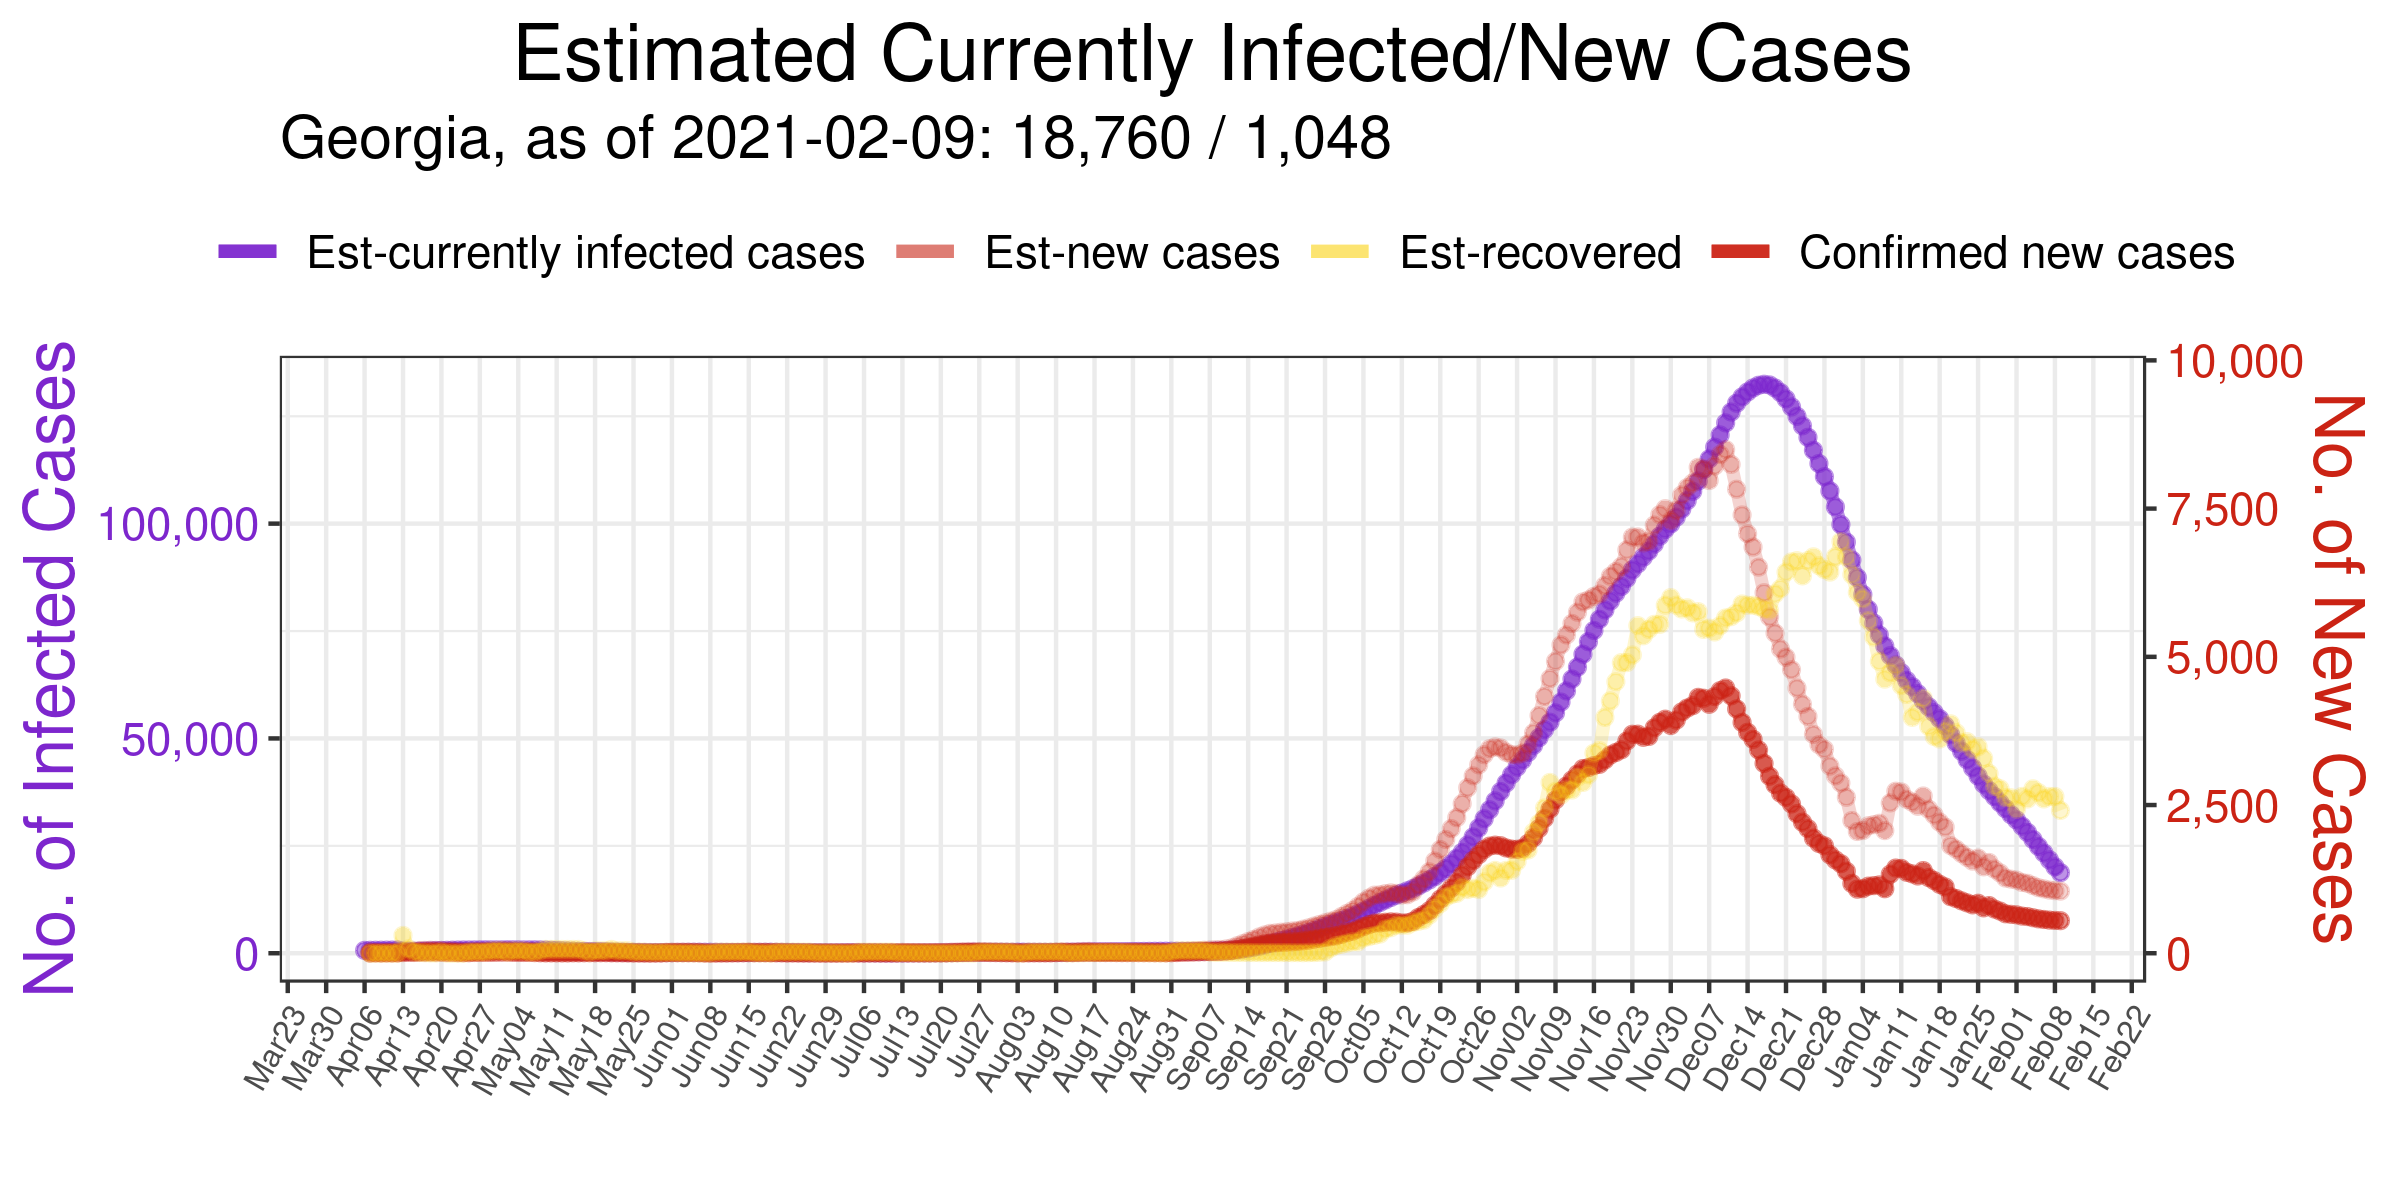 Estimated Currently Infected/New Cases
Georgia, as of 2021-02-09: 18,760 / 1,048
Est-currently infected cases Est-new cases Est-recovered Confirmed new cases
No. of Infected Cases
100,000
50,000
0
10,000
7,500
5,000
2,500
0
No. of New Cases
Mar23 Mar30 Apr06 Apr13 Apr20 Apr27 May04 May11 May18 May25 Jun01 Jun08 Jun15 Jun22 Jun29 Jul06 Jul13 Jul20 Jul27 Aug03 Aug10 Aug17 Aug24 Aug31 Sep07 Sep14 Sep21 Sep28 Oct05 Oct12 Oct19 Oct26 Nov02 Nov09 Nov16 Nov23 Nov30 Dec07 Dec14 Dec21 Dec28 Jan04 Jan11 Jan18 Jan25 Feb01 Feb08 Feb15 Feb22